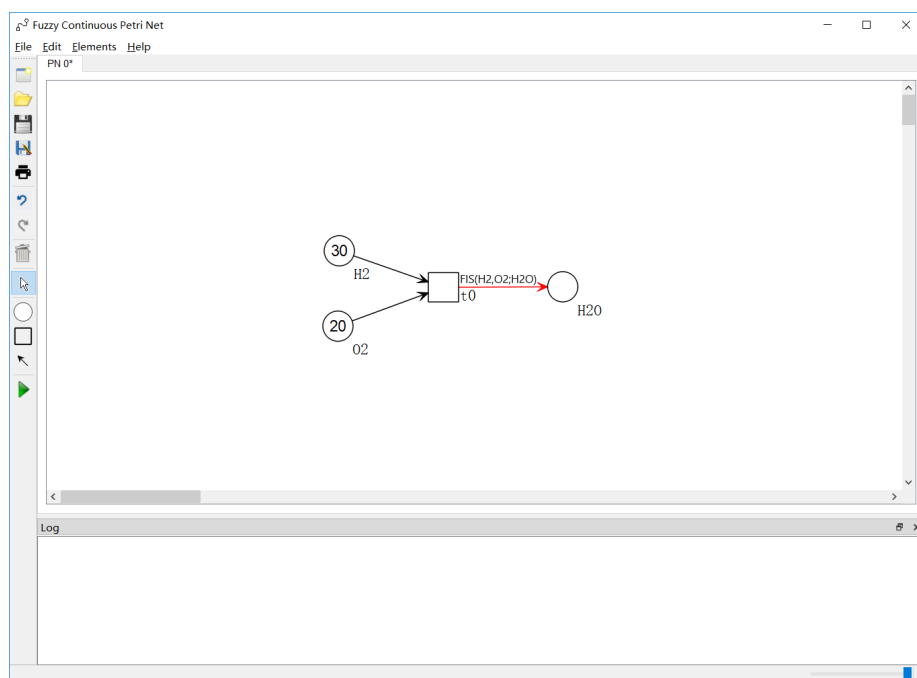 Fuzzy Continuous Petri Net
File Edit Elements Help
PN 0*
30
H2
FIS(H2,O2;H2O)
t0
H2O
20
O2
Log